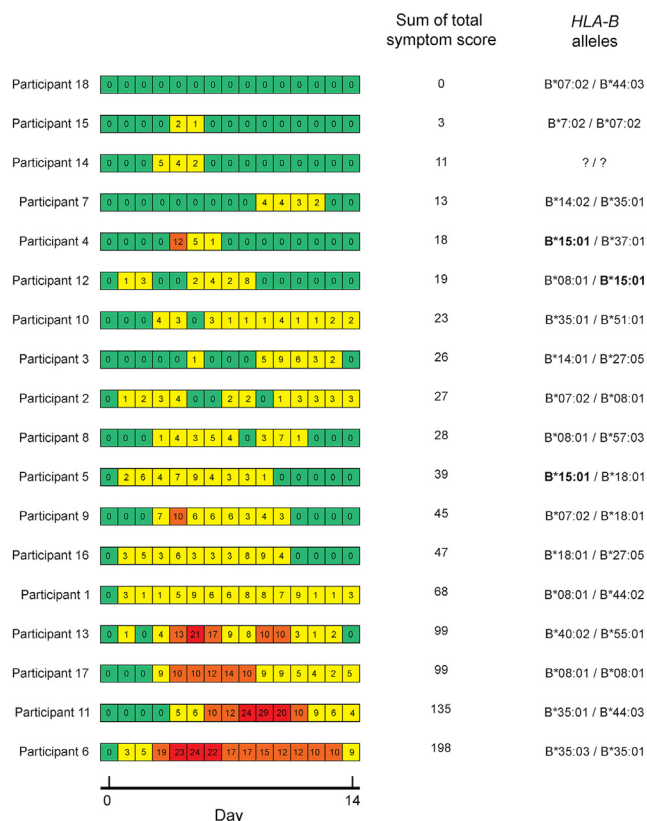 Sum of total HLA-B
symptom score alleles
Participant 18 0 0 0 0 0 0 0 0 0 0 0 0 0 0 0 0 B*07:02 / B*44:03
Participant 15 0 0 0 0 2 1 0 0 0 0 0 0 0 0 0 3 B*7:02 / B*07:02
Participant 14 0 0 0 5 4 2 0 0 0 0 0 0 0 0 0 11 ? / ?
Participant 7 0 0 0 0 0 0 0 0 0 4 4 3 2 0 0 13 B*14:02 / B*35:01
Participant 4 0 0 0 0 12 5 1 0 0 0 0 0 0 0 0 18 B*15:01 / B*37:01
Participant 12 0 1 3 0 0 2 4 2 8 0 0 0 0 0 0 19 B*08:01 / B*15:01
Participant 10 0 0 0 4 3 0 3 1 1 1 4 1 1 2 2 23 B*35:01 / B*51:01
Participant 3 0 0 0 0 0 1 0 0 0 5 9 6 3 2 0 26 B*14:01 / B*27:05
Participant 2 0 1 2 3 4 0 0 2 2 0 1 3 3 3 3 27 B*07:02 / B*08:01
Participant 8 0 0 0 1 4 3 5 4 0 3 7 1 0 0 0 28 B*08:01 / B*57:03
Participant 5 0 2 6 4 7 9 4 3 3 1 0 0 0 0 0 39 B*15:01 / B*18:01
Participant 9 0 0 0 7 10 6 6 6 3 4 3 0 0 0 0 45 B*07:02 / B*18:01
Participant 16 0 3 5 3 6 3 3 3 8 9 4 0 0 0 0 47 B*18:01 / B*27:05
Participant 1 0 3 1 1 5 9 6 6 8 8 7 9 1 1 3 68 B*08:01 / B*44:02
Participant 13 0 1 0 4 13 21 17 9 8 10 10 3 1 2 0 99 B*40:02 / B*55:01
Participant 17 0 0 0 9 10 10 12 14 10 9 9 5 4 2 5 99 B*08:01 / B*08:01
Participant 11 0 0 0 0 5 6 10 12 24 29 20 10 9 6 4 135 B*35:01 / B*44:03
Participant 6 0 3 5 19 23 24 22 17 17 15 12 12 10 10 9 198 B*35:03 / B*35:01
0 14
Day